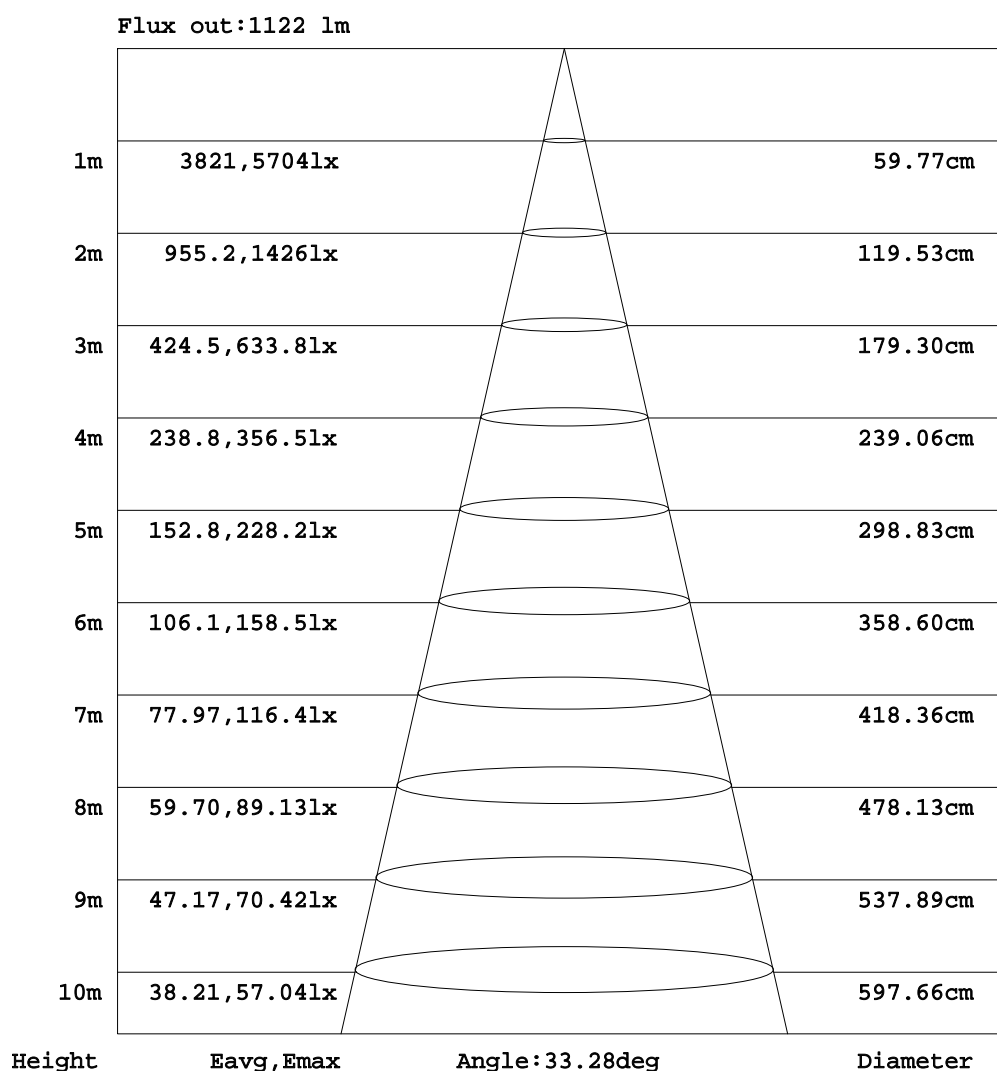 Flux out:1122 lm
1m 3821,5704lx 59.77cm
2m 955.2,1426lx 119.53cm
3m 424.5,633.8lx 179.30cm
4m 238.8,356.5lx 239.06cm
5m 152.8,228.2lx 298.83cm
6m 106.1,158.5lx 358.60cm
7m 77.97,116.4lx 418.36cm
8m 59.70,89.13lx 478.13cm
9m 47.17,70.42lx 537.89cm
10m 38.21,57.04lx 597.66cm
Height Eavg,Emax Angle:33.28deg Diameter